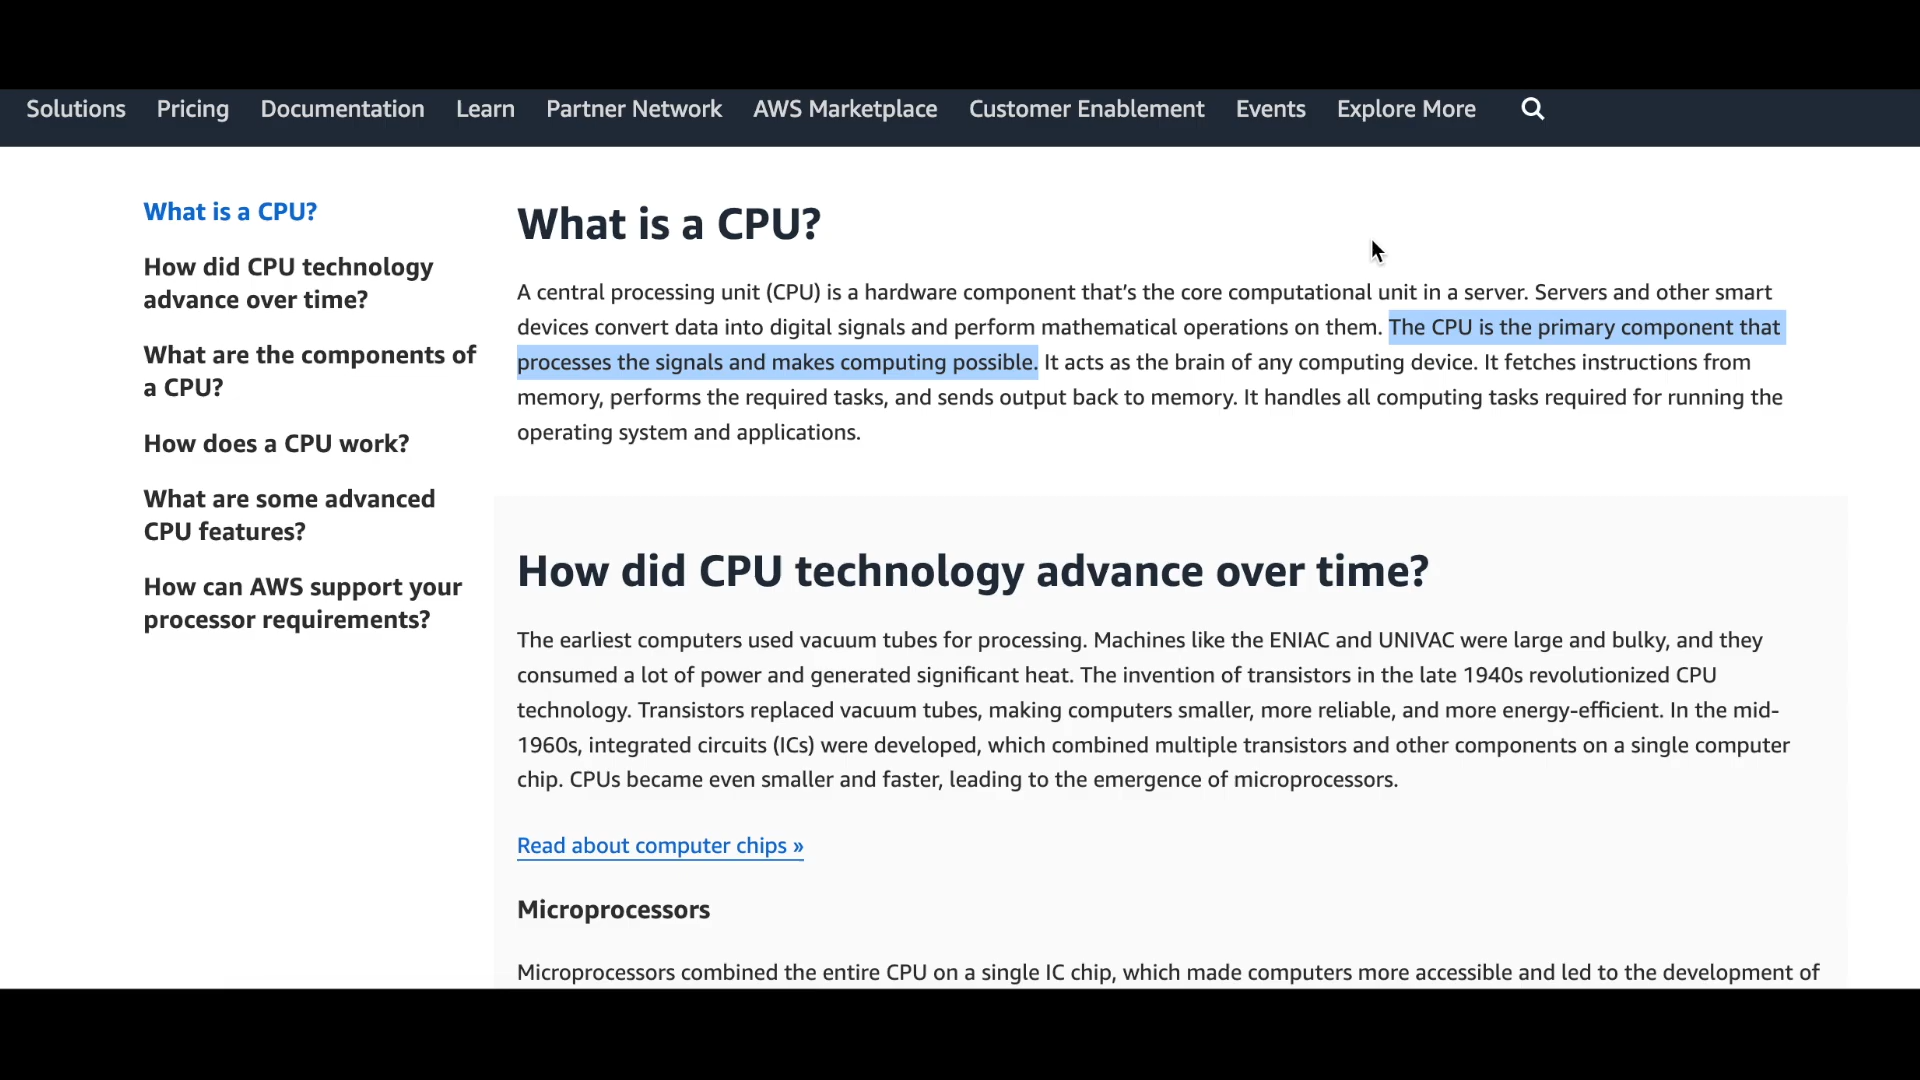 Solutions Pricing Documentation Learn Partner Network AWS Marketplace Customer Enablement Events Explore More
What is a CPU?
How did CPU technology
advance over time?
What are the components of
a CPU?
How does a CPU work?
What are some advanced
CPU features?
How can AWS support your
processor requirements?
What is a CPU?
A central processing unit (CPU) is a hardware component that’s the core computational unit in a server. Servers and other smart
devices convert data into digital signals and perform mathematical operations on them. The CPU is the primary component that
processes the signals and makes computing possible. It acts as the brain of any computing device. It fetches instructions from
memory, performs the required tasks, and sends output back to memory. It handles all computing tasks required for running the
operating system and applications.
How did CPU technology advance over time?
The earliest computers used vacuum tubes for processing. Machines like the ENIAC and UNIVAC were large and bulky, and they
consumed a lot of power and generated significant heat. The invention of transistors in the late 1940s revolutionized CPU
technology. Transistors replaced vacuum tubes, making computers smaller, more reliable, and more energy-efficient. In the mid-
1960s, integrated circuits (ICs) were developed, which combined multiple transistors and other components on a single computer
chip. CPUs became even smaller and faster, leading to the emergence of microprocessors.
Read about computer chips »
Microprocessors
Microprocessors combined the entire CPU on a single IC chip, which made computers more accessible and led to the development of